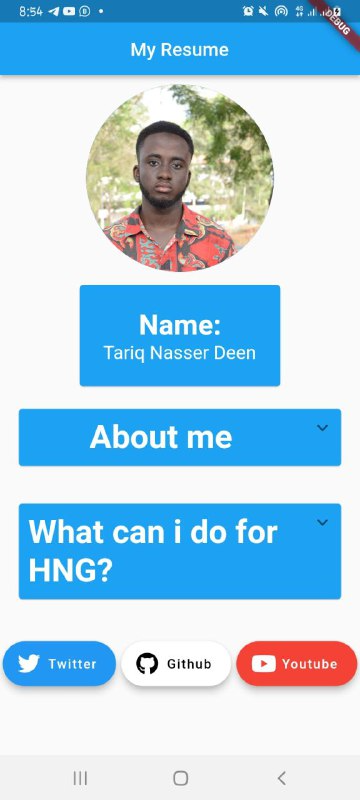 8:54
4G
DEBUG
My Resume
Name:
Tariq Nasser Deen
About me
What can i do for
HNG?
Twitter
Github
Youtube